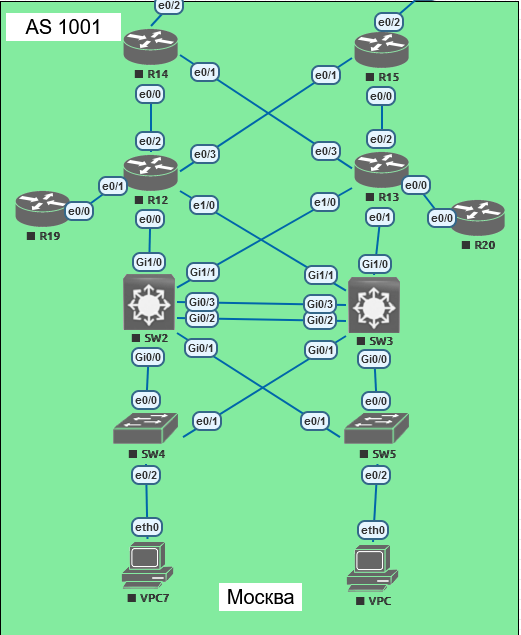 e0/2
e0/2
AS 1001
R14
R15
e0/1
e0/1
e0/0
e0/0
e0/2
e0/2
e0/3
e0/3
R12
R13
e0/1
e0/0
R19
e0/0
e0/0
R20
e0/0
e1/0
e1/0
e0/1
Gi1/0
Gi1/0
Gi1/1
Gi1/1
Gi0/3
Gi0/3
Gi0/2
Gi0/2
SW2
SW3
Gi0/0
Gi0/1
Gi0/1
Gi0/0
e0/0
e0/0
e0/1
e0/1
SW4
SW5
e0/2
e0/2
eth0
eth0
VPC7
VPC
Москва